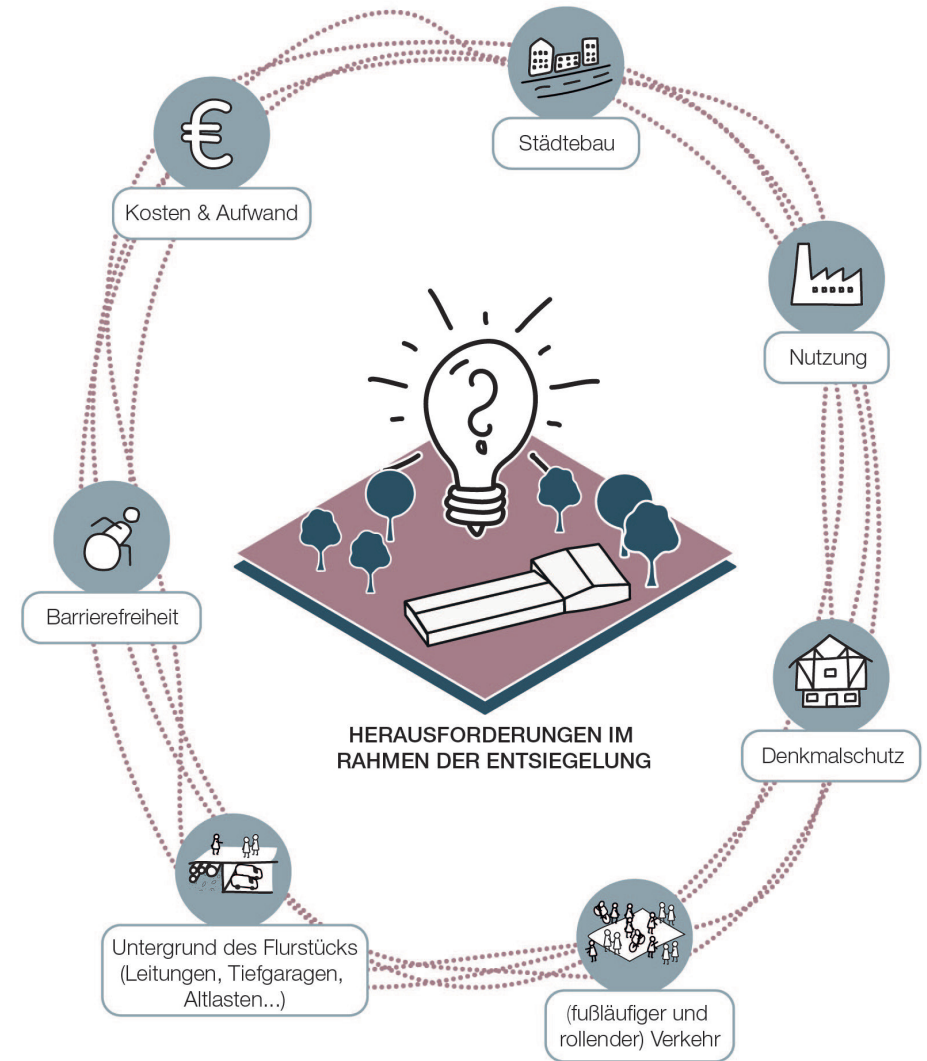 Städtebau
Kosten & Aufwand
Nutzung
Barrierefreiheit
HERAUSFORDERUNGEN IM
RAHMEN DER ENTSIEGELUNG
Denkmalschutz
Untergrund des Flurstücks
(Leitungen, Tiefgaragen,
Altlasten...)
(fußläufiger und
rollender) Verkehr